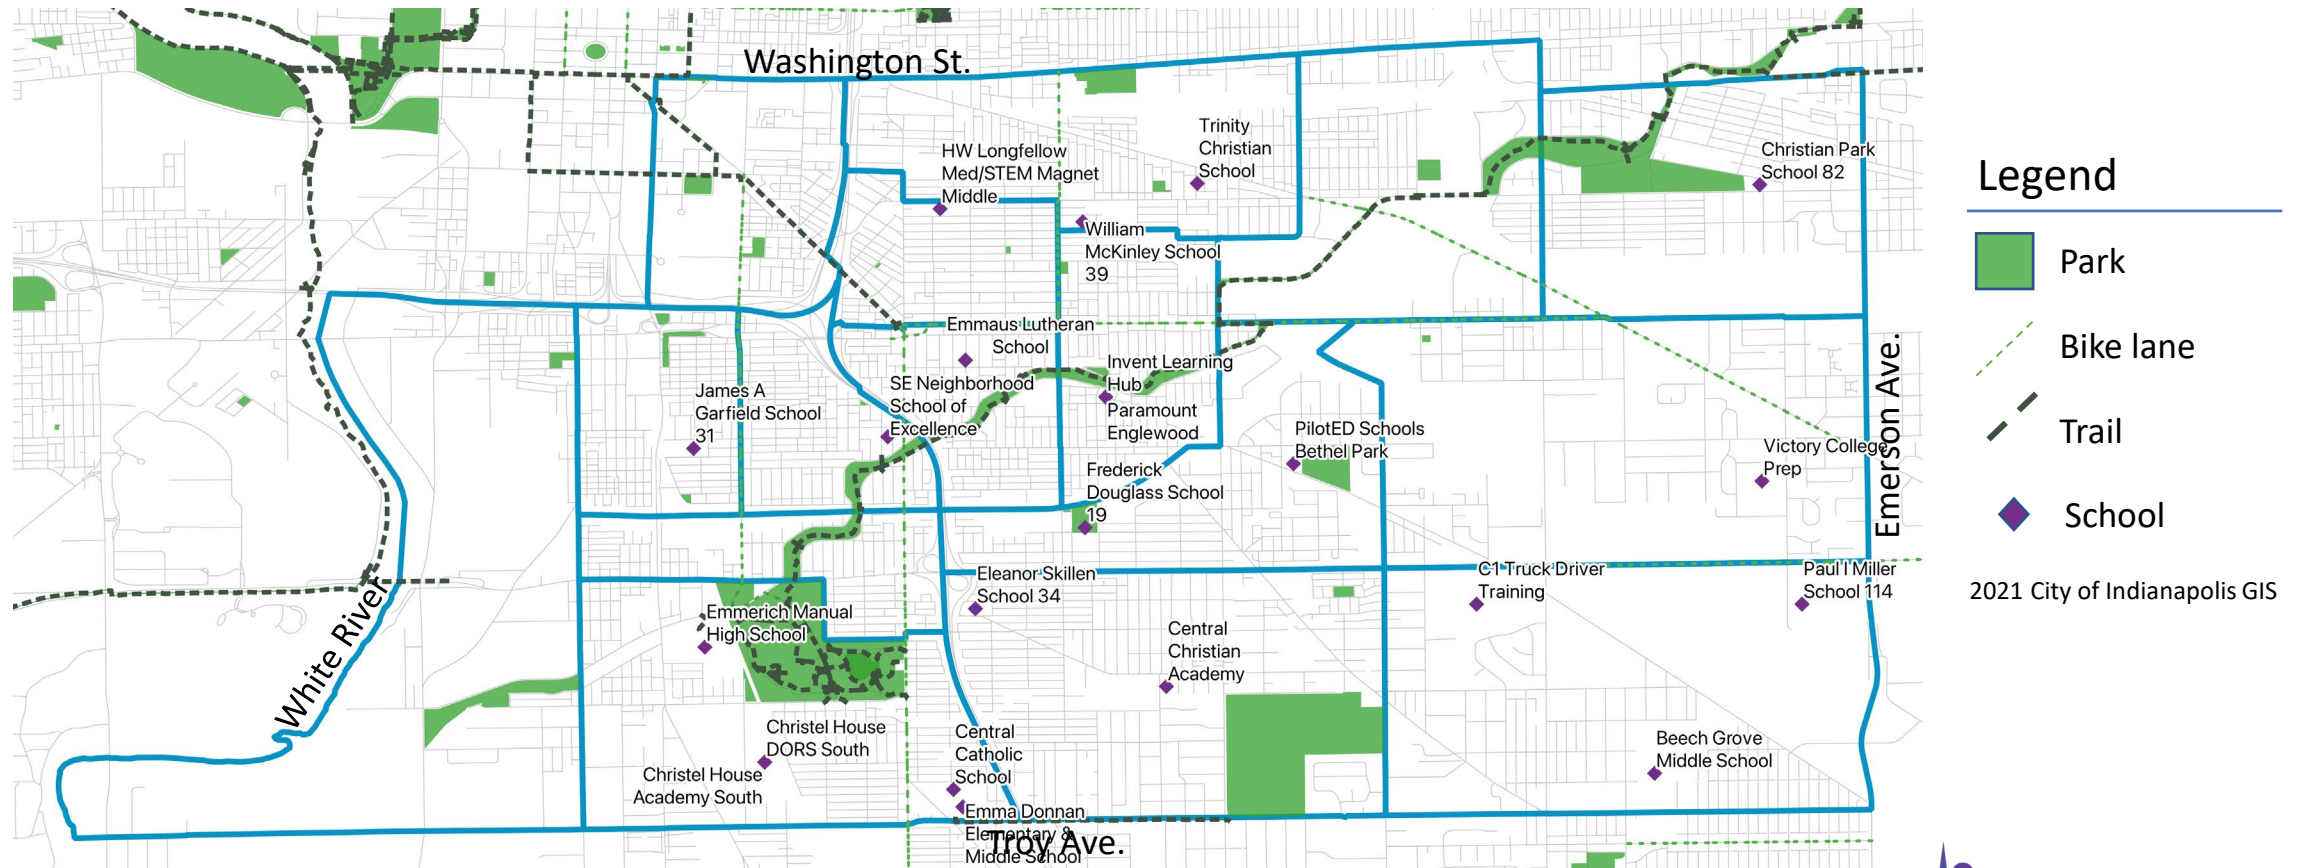 Washington St.
Trinity
Christian
School
HW Longfellow
Med/STEM Magnet
Middle
Christian Park
School 82
William
McKinley School
39
Emmaus Lutheran
School
Invent Learning
Hub
Paramount
Englewood
SE Neighborhood
School of
Excellence
James A
Garfield School
31
PilotED Schools
Bethel Park
Victory College
Prep
Emerson Ave.
Frederick
Douglass School
19
Eleanor Skillen
School 34
C1 Truck Driver
Training
Paul I Miller
School 114
Emmerich Manual
High School
White River
Central
Christian
Academy
Christel House
DORS South
Christel House
Academy South
Central
Catholic
School
Beech Grove
Middle School
Emma Donnan
Elementary &
Middle School
Troy Ave.
Legend
Park
Bike lane
Trail
School
2021 City of Indianapolis GIS